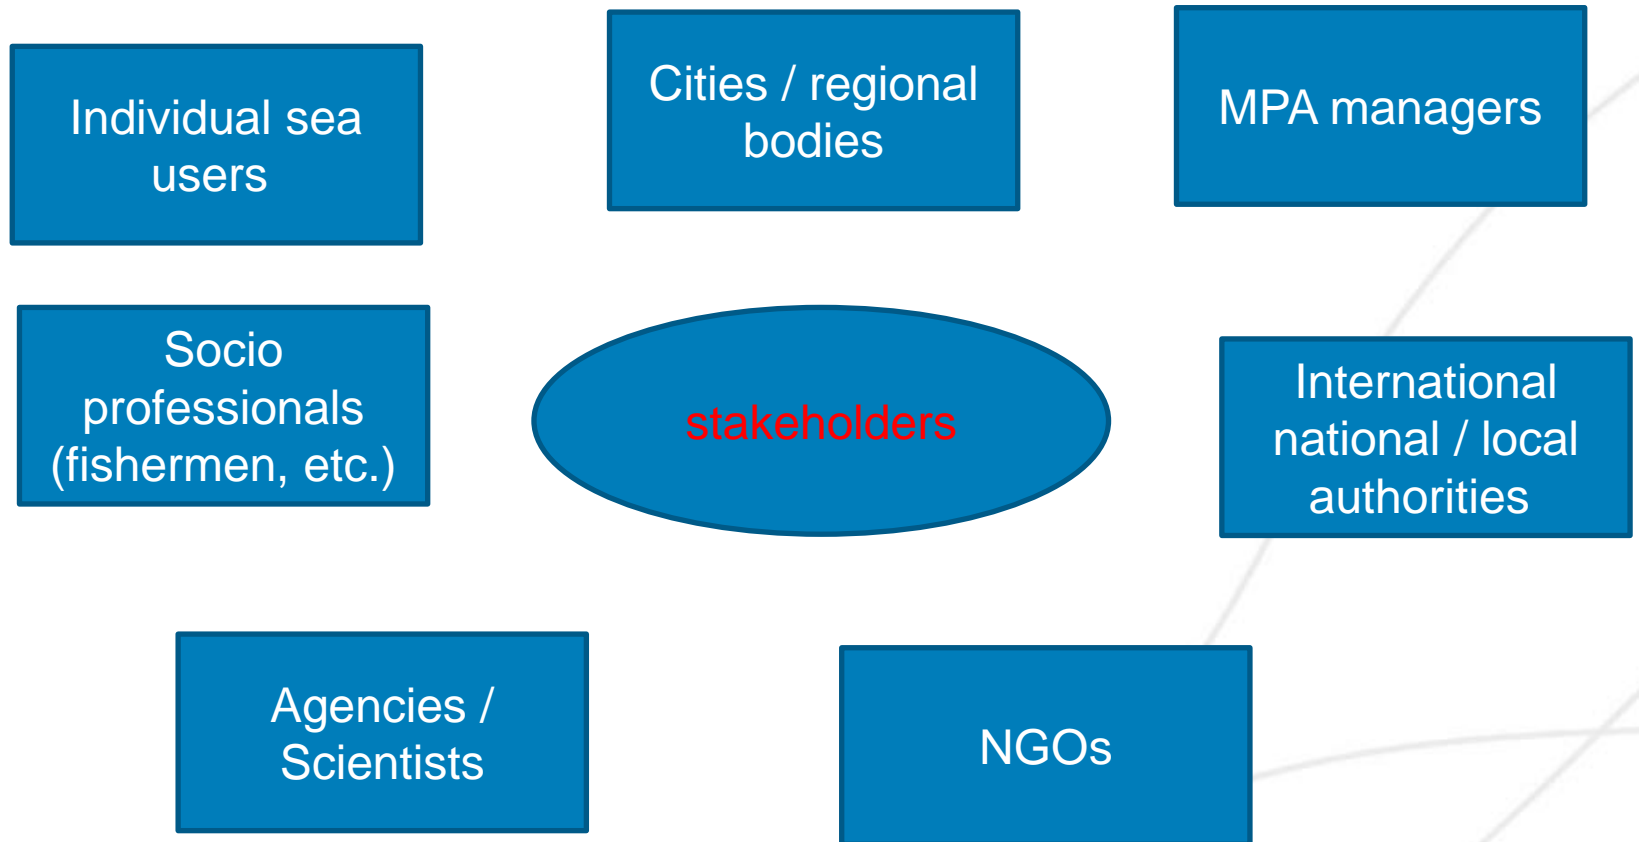 Individual sea
users
Cities / regional
bodies
MPA managers
Socio
professionals
(fishermen, etc.)
stakeholders
International
national / local
authorities
Agencies /
Scientists
NGOs